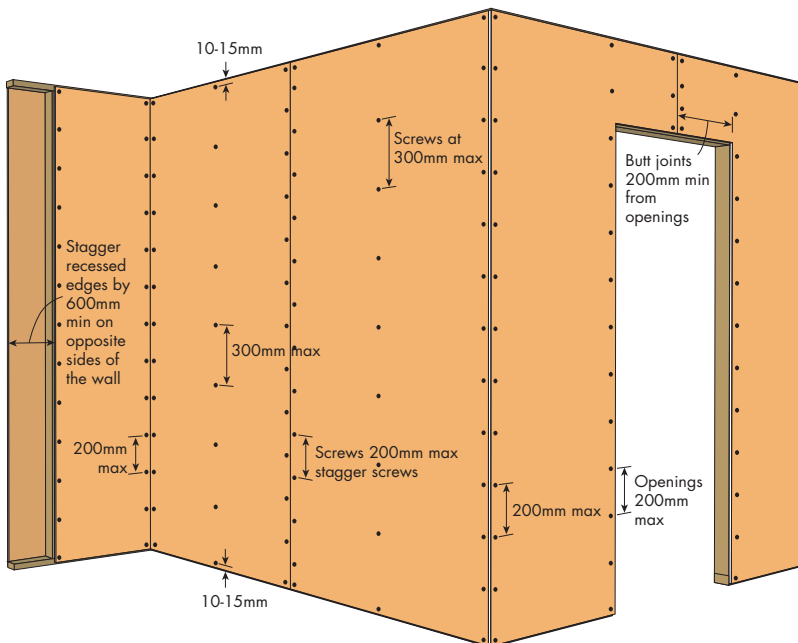 10-15mm
Screws at
300mm max
Butt joints
200mm min
from
openings
Stagger
recessed
edges by
600mm
min on
opposite
sides of
the wall
300mm max
200mm
max
Screws 200mm max
stagger screws
200mm max
Openings
200mm
max
10-15mm